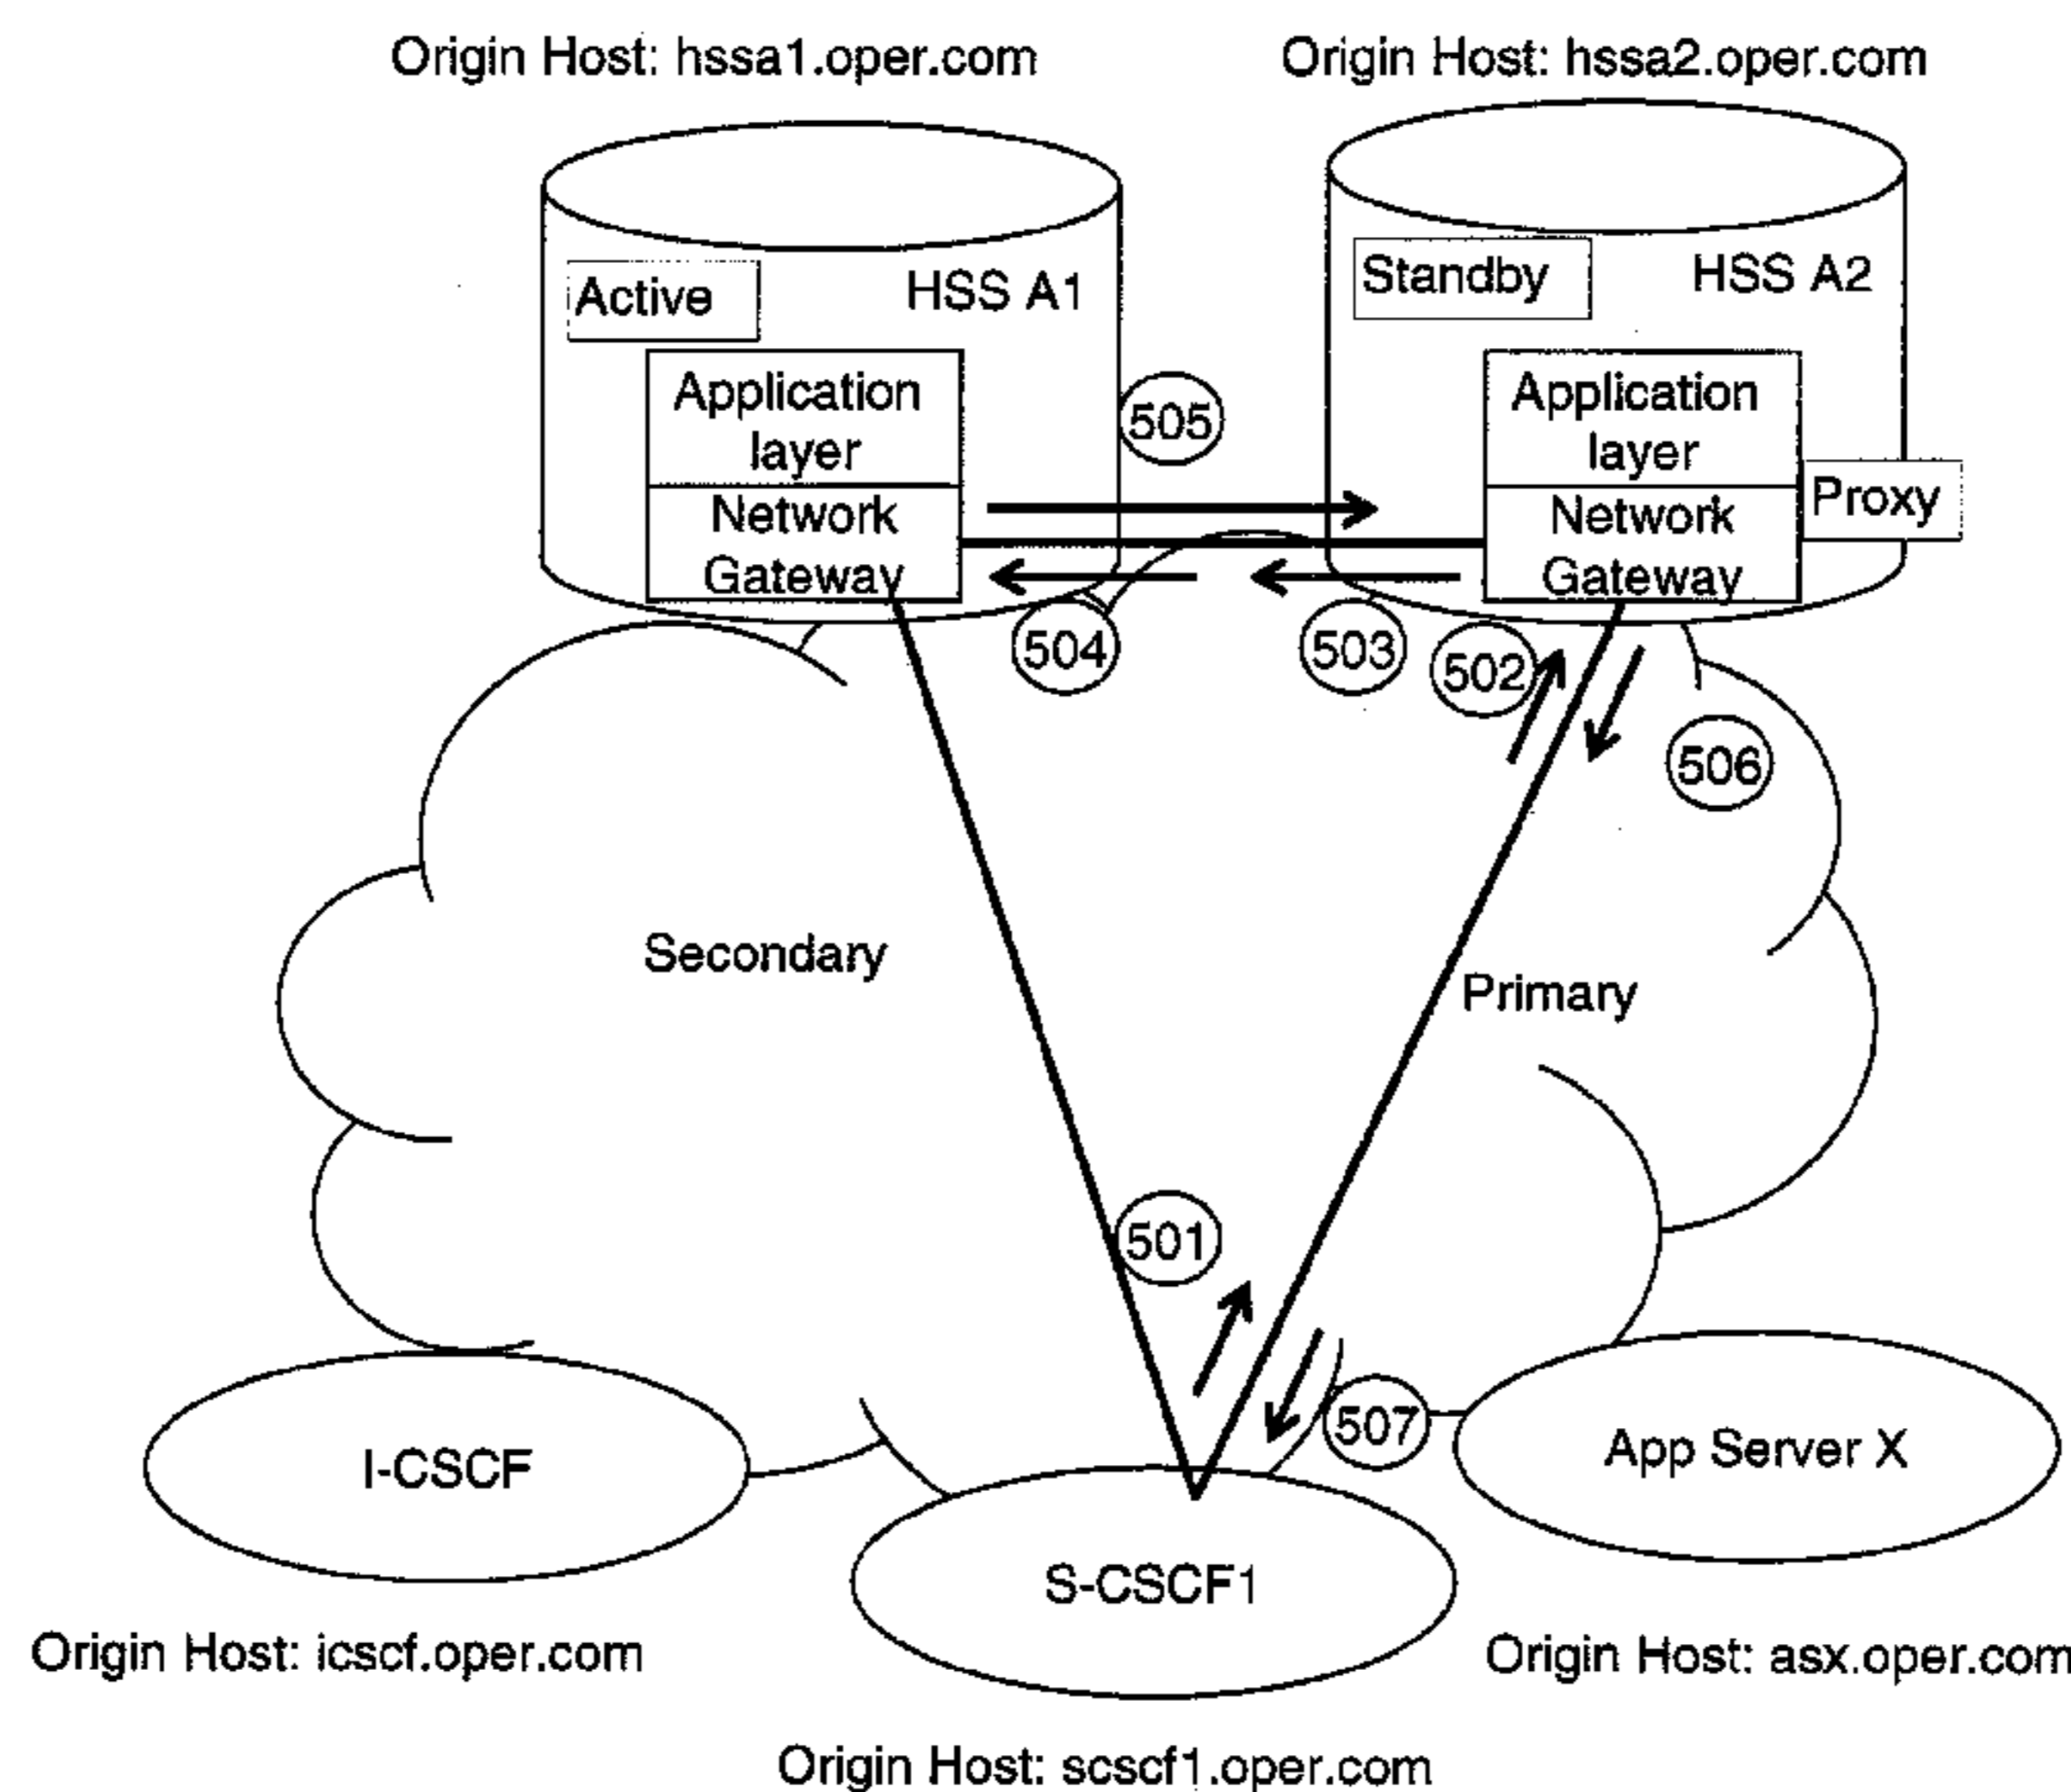 Origin Host: hssa1.oper.com
Origin Host: hssa2.oper.com
Active
HSS A1
Standby
HSS A2
Application
layer
Network
Gateway
505
Application
layer
Network
Gateway
Proxy
504
503
502
506
Secondary
Primary
501
507
I-CSCF
App Server X
S-CSCF1
Origin Host: icscf.oper.com
Origin Host: asx.oper.com
Origin Host: scscf1.oper.com